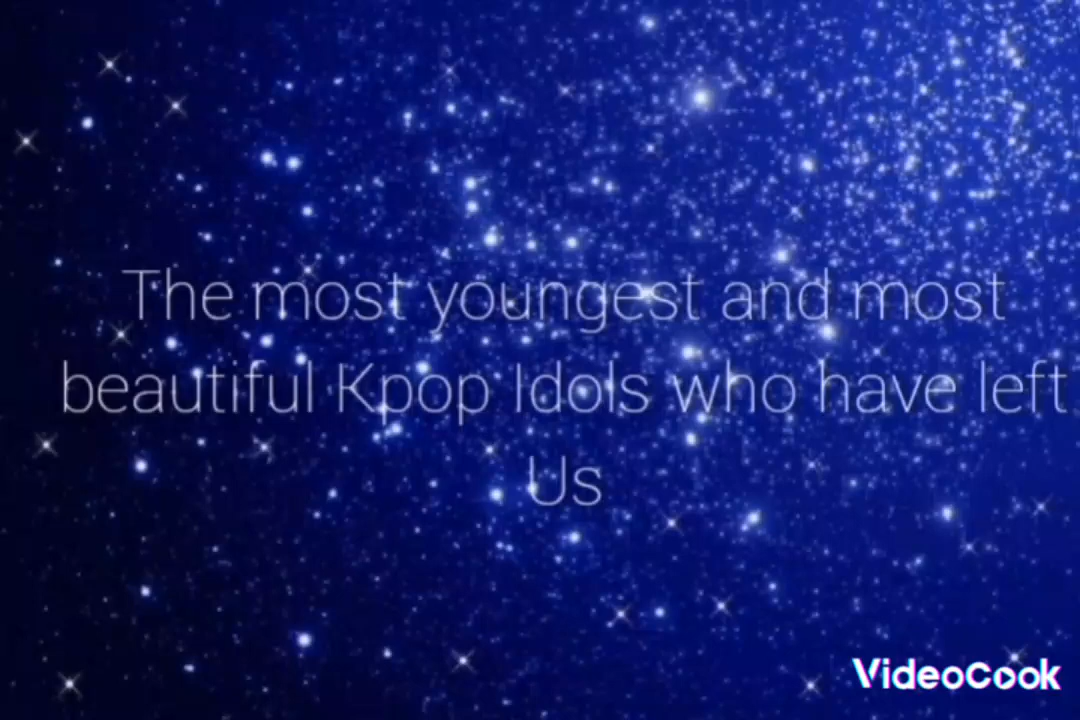 The most youngest and most
beautiful Kpop Idols who have left
Us
VideoCook